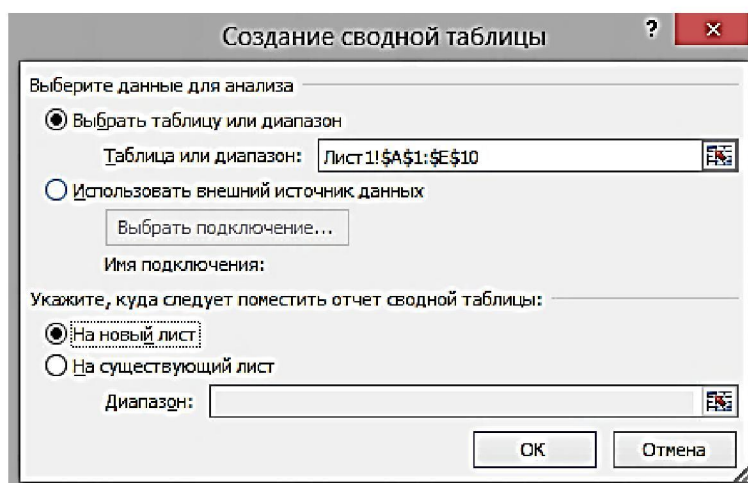 Создание сводной таблицы ? ×
Выберите данные для анализа
Выбрать таблицу или диапазон
Таблица или диапазон: Лист1!$A$1:$E$10
Использовать внешний источник данных
Выбрать подключение...
Имя подключения:
Укажите, куда следует поместить отчет сводной таблицы:
На новый лист
На существующий лист
Диапазон:
ОК Отмена